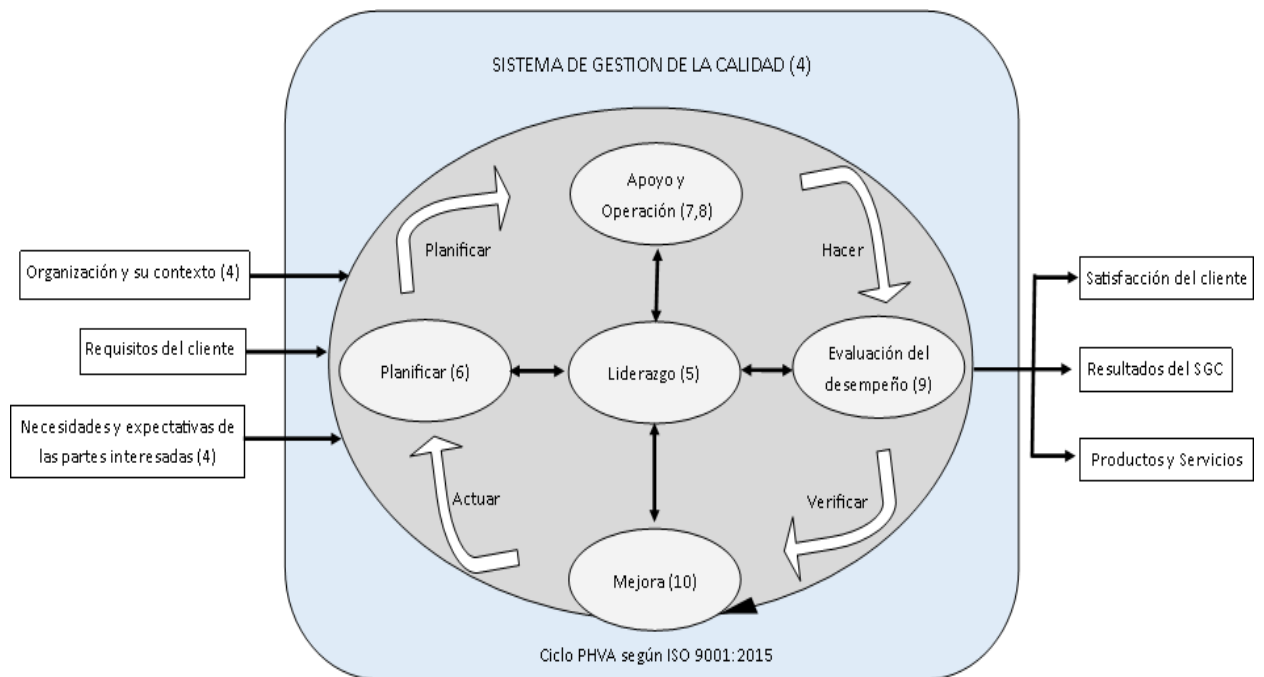 SISTEMA DE GESTION DE LA CALIDAD (4)
Apoyo y
Operación (7,8)
Planificar
Hacer
Organización y su contexto (4)
Requisitos del cliente
Necesidades y expectativas de
las partes interesadas (4)
Planificar (6)
Liderazgo (5)
Evaluación del
desempeño (9)
Satisfacción del cliente
Resultados del SGC
Productos y Servicios
Actuar
Verificar
Mejora (10)
Ciclo PHVA según ISO 9001:2015